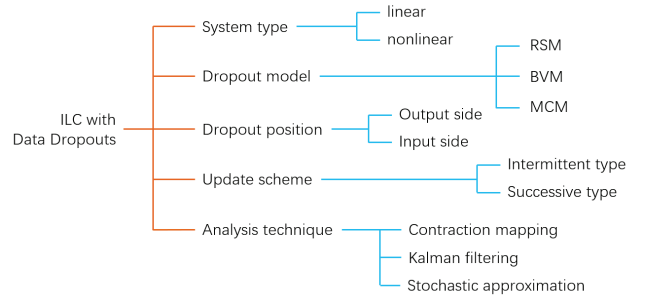 ILC with
Data Dropouts
System type
linear
nonlinear
Dropout model
RSM
BVM
MCM
Dropout position
Output side
Input side
Update scheme
Intermittent type
Successive type
Analysis technique
Contraction mapping
Kalman filtering
Stochastic approximation